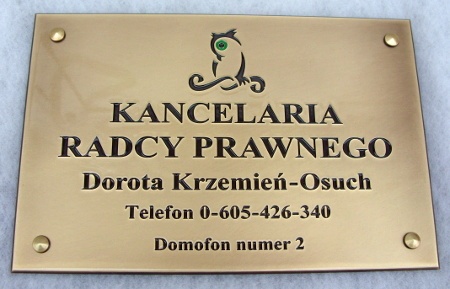 KANCELARIA
RADCY PRAWNEGO
Dorota Krzemień-Osuch
Telefon 0-605-426-340
Domofon numer 2